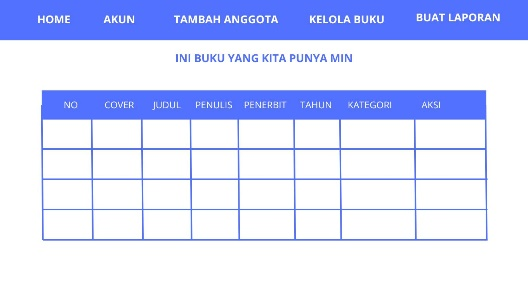 HOME AKUN TAMBAH ANGGOTA KELOLA BUKU BUAT LAPORAN
INI BUKU YANG KITA PUNYA MIN
NO COVER JUDUL PENULIS PENERBIT TAHUN KATEGORI AKSI